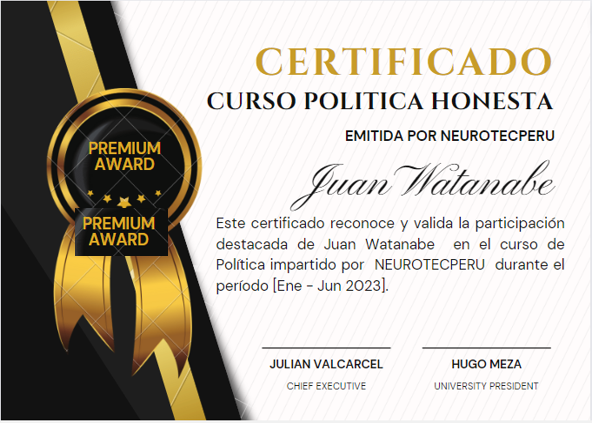 CERTIFICADO
CURSO POLITICA HONESTA
EMITIDA POR NEUROTECPERU
Juan Watanabe
PREMIUM
AWARD
PREMIUM
AWARD
Este certificado reconoce y valida la participación
destacada de Juan Watanabe en el curso de
Política impartido por NEUROTECPERU durante el
período [Ene - Jun 2023].
JULIAN VALCARCEL
CHIEF EXECUTIVE
HUGO MEZA
UNIVERSITY PRESIDENT